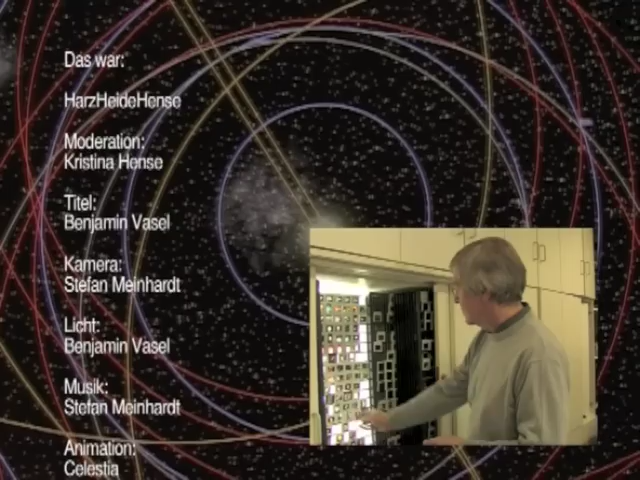 Das war:
HarzHeideHense
Moderation:
Kristina Hense
Titel:
Benjamin Vasel
Kamera:
Stefan Meinhardt
Licht:
Benjamin Vasel
Musik:
Stefan Meinhardt
Animation:
Celestia